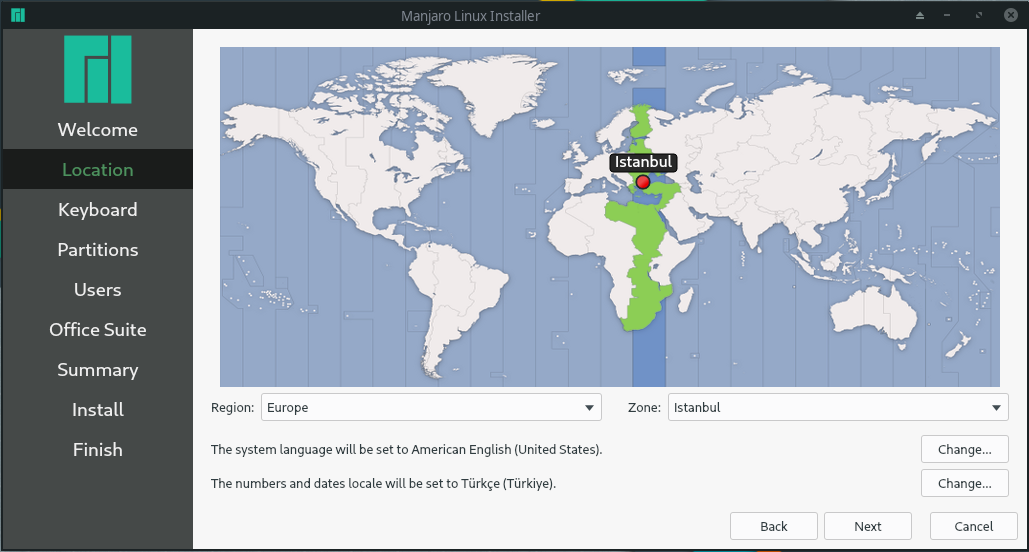 Manjaro Linux Installer
Welcome
Location
Keyboard
Partitions
Users
Office Suite
Summary
Install
Finish
Istanbul
Region: Europe Zone: Istanbul
The system language will be set to American English (United States). Change...
The numbers and dates locale will be set to Türkçe (Türkiye). Change...
Back Next Cancel